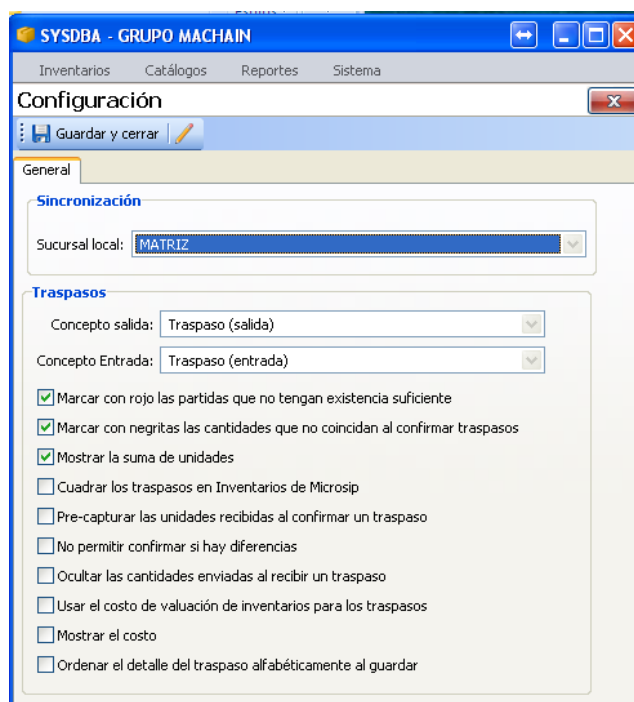 SYSDBA - GRUPO MACHAIN
Inventarios Catálogos Reportes Sistema
Configuración
Guardar y cerrar
General
Sincronización
Sucursal local: MATRIZ
Traspasos
Concepto salida: Traspaso (salida)
Concepto Entrada: Traspaso (entrada)
Marcar con rojo las partidas que no tengan existencia suficiente
Marcar con negritas las cantidades que no coincidan al confirmar traspasos
Mostrar la suma de unidades
Cuadrar los traspasos en Inventarios de Microsip
Pre-capturar las unidades recibidas al confirmar un traspaso
No permitir confirmar si hay diferencias
Ocultar las cantidades enviadas al recibir un traspaso
Usar el costo de valuación de inventarios para los traspasos
Mostrar el costo
Ordenar el detalle del traspaso alfabéticamente al guardar